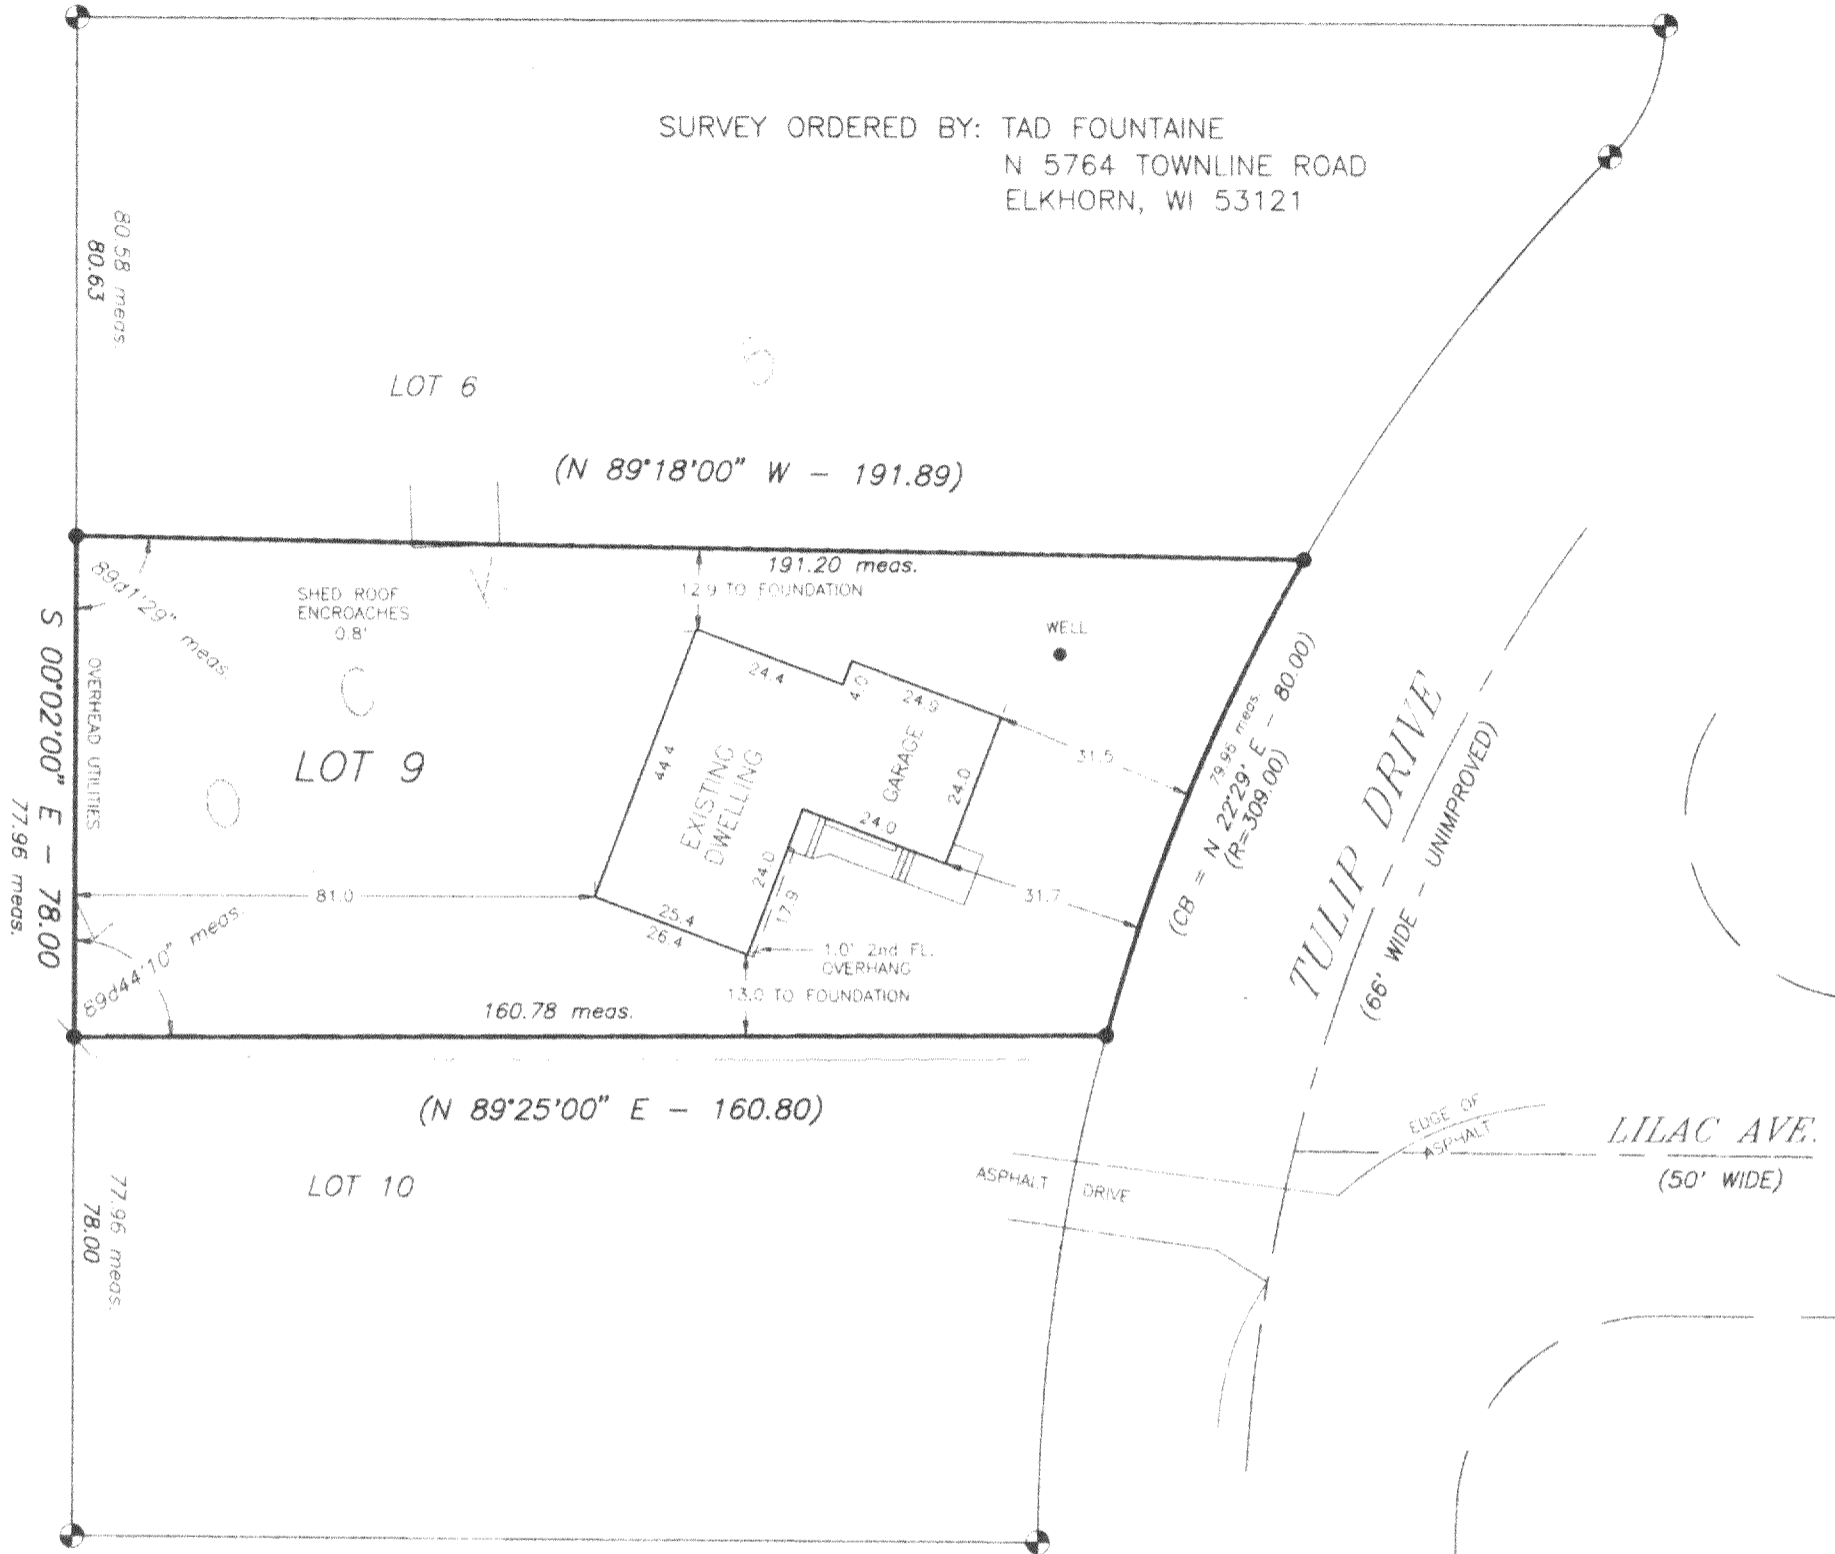 SURVEY ORDERED BY: TAD FOUNTAINE
N 5764 TOWNLINE ROAD
ELKHORN, WI 53121
80.58 meas.
80.63
LOT 6
(N 89°18'00" W – 191.89)
191.20 meas.
12.9 TO FOUNDATION
89d1'29" meas.
SHED ROOF
ENCROACHES
0.8'
WELL
OVERHEAD UTILITIES
S 00°02'00" E – 78.00
77.96 meas.
LOT 9
24.4
4.0
24.9
44.4
EXISTING
DWELLING
GARAGE
24.0
24.0
31.5
79.96 meas.
(CB = N 22°29' E – 80.00)
(R=309.00)
TULIP DRIVE
(66' WIDE – UNIMPROVED)
81.0
24.0
17.9
31.7
25.4
26.4
1.0' 2nd FL.
OVERHANG
13.0 TO FOUNDATION
89d44'10" meas.
160.78 meas.
(N 89°25'00" E – 160.80)
LOT 10
77.96 meas.
78.00
ASPHALT DRIVE
EDGE OF
ASPHALT
LILAC AVE.
(50' WIDE)